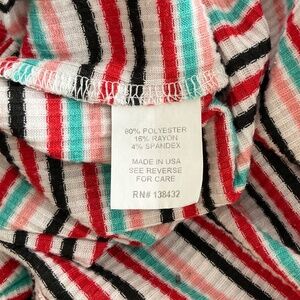 80% POLYESTER
16% RAYON
4% SPANDEX
MADE IN USA
SEE REVERSE
FOR CARE
RN# 138432